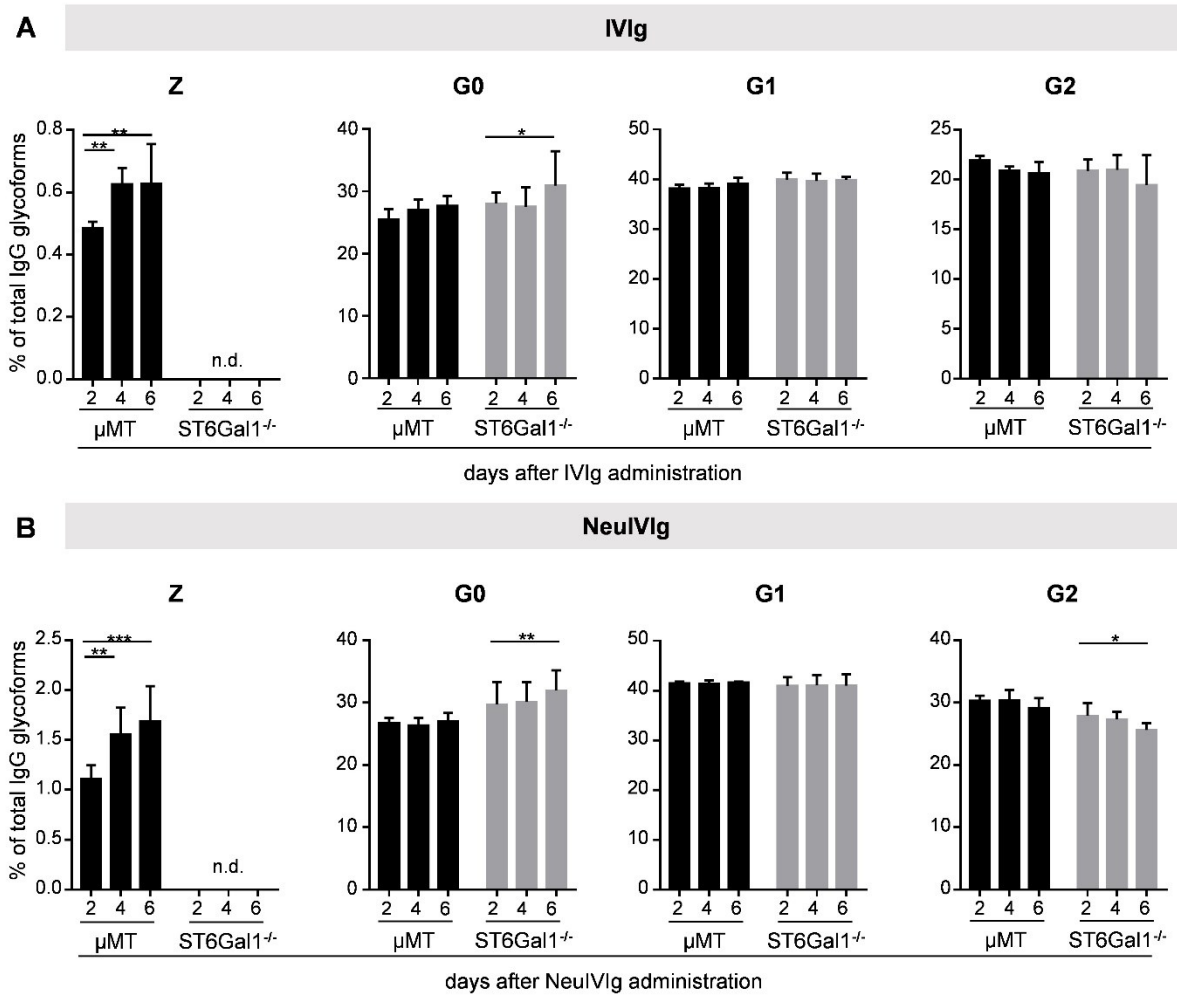 A
IVIg
Z
G0
G1
G2
% of total IgG glycoforms
0.8
0.6
0.4
0.2
0.0
**
**
n.d.
2 4 6 2 4 6
µMT ST6Gal1-/-
40
30
20
10
0
*
2 4 6 2 4 6
µMT ST6Gal1-/-
50
40
30
20
10
0
2 4 6 2 4 6
µMT ST6Gal1-/-
25
20
15
10
5
0
2 4 6 2 4 6
µMT ST6Gal1-/-
days after IVIg administration
B
NeuIVIg
Z
G0
G1
G2
% of total IgG glycoforms
2.5
2.0
1.5
1.0
0.5
0.0
***
**
n.d.
2 4 6 2 4 6
µMT ST6Gal1-/-
40
30
20
10
0
**
2 4 6 2 4 6
µMT ST6Gal1-/-
50
40
30
20
10
0
2 4 6 2 4 6
µMT ST6Gal1-/-
40
30
20
10
0
*
2 4 6 2 4 6
µMT ST6Gal1-/-
days after NeuIVIg administration